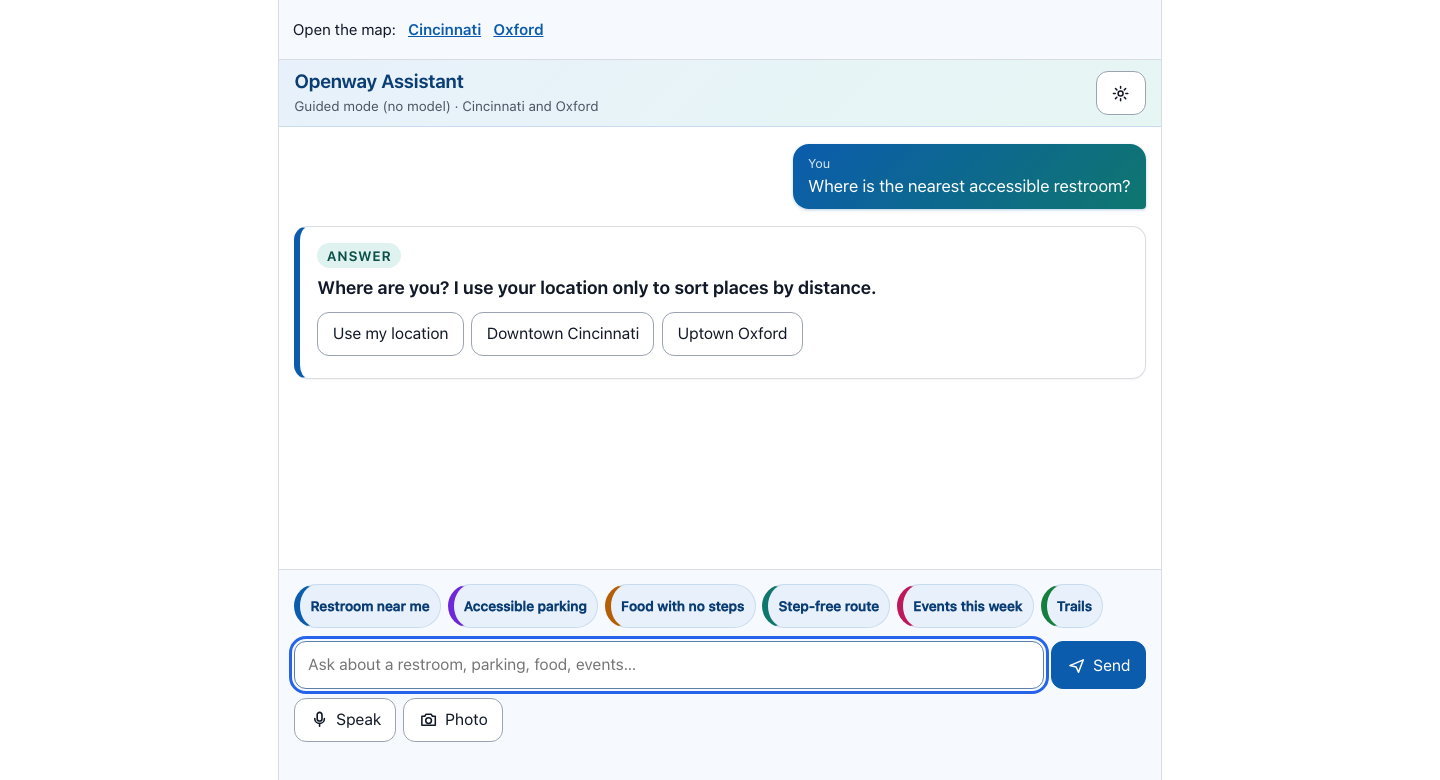 Open the map: Cincinnati Oxford
Openway Assistant
Guided mode (no model) · Cincinnati and Oxford
You
Where is the nearest accessible restroom?
ANSWER
Where are you? I use your location only to sort places by distance.
Use my location Downtown Cincinnati Uptown Oxford
Restroom near me Accessible parking Food with no steps Step-free route Events this week Trails
Ask about a restroom, parking, food, events...
Send
Speak Photo